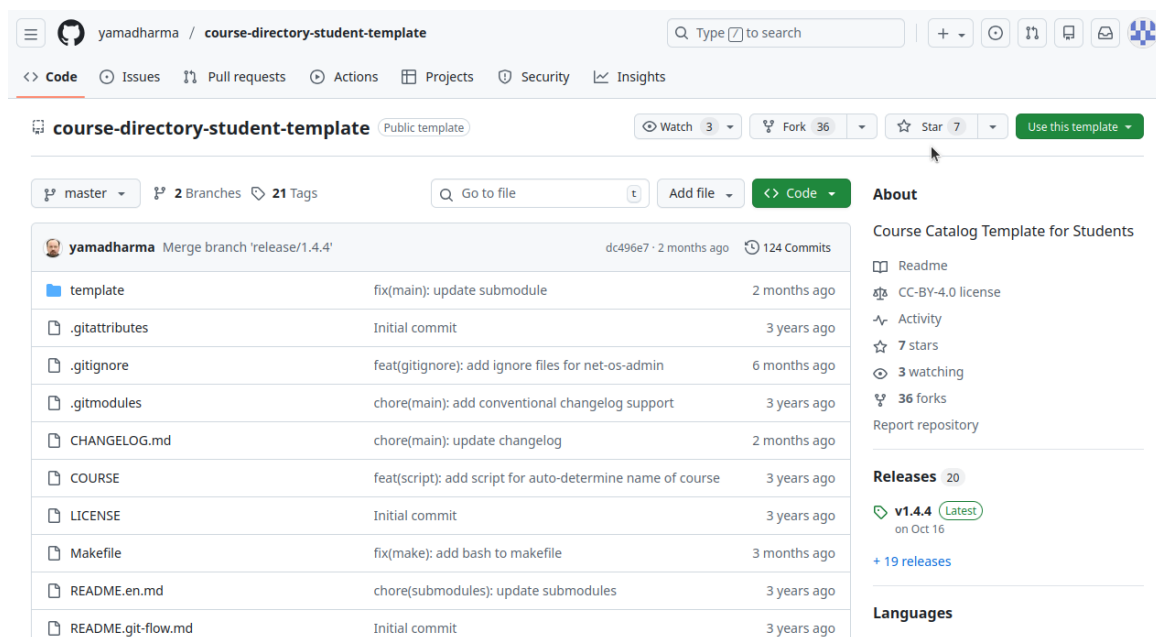 yamadharma / course-directory-student-template
Type / to search
Code Issues Pull requests Actions Projects Security Insights
course-directory-student-template Public template
Watch 3 Fork 36 Star 7 Use this template
master 2 Branches 21 Tags Go to file t Add file Code
yamadharma Merge branch 'release/1.4.4' dc496e7 · 2 months ago 124 Commits
template fix(main): update submodule 2 months ago
.gitattributes Initial commit 3 years ago
.gitignore feat(gitignore): add ignore files for net-os-admin 6 months ago
.gitmodules chore(main): add conventional changelog support 3 years ago
CHANGELOG.md chore(main): update changelog 2 months ago
COURSE feat(script): add script for auto-determine name of course 3 years ago
LICENSE Initial commit 3 years ago
Makefile fix(make): add bash to makefile 3 months ago
README.en.md chore(submodules): update submodules 3 years ago
README.git-flow.md Initial commit 3 years ago
About
Course Catalog Template for Students
Readme
CC-BY-4.0 license
Activity
7 stars
3 watching
36 forks
Report repository
Releases 20
v1.4.4 Latest
on Oct 16
+ 19 releases
Languages